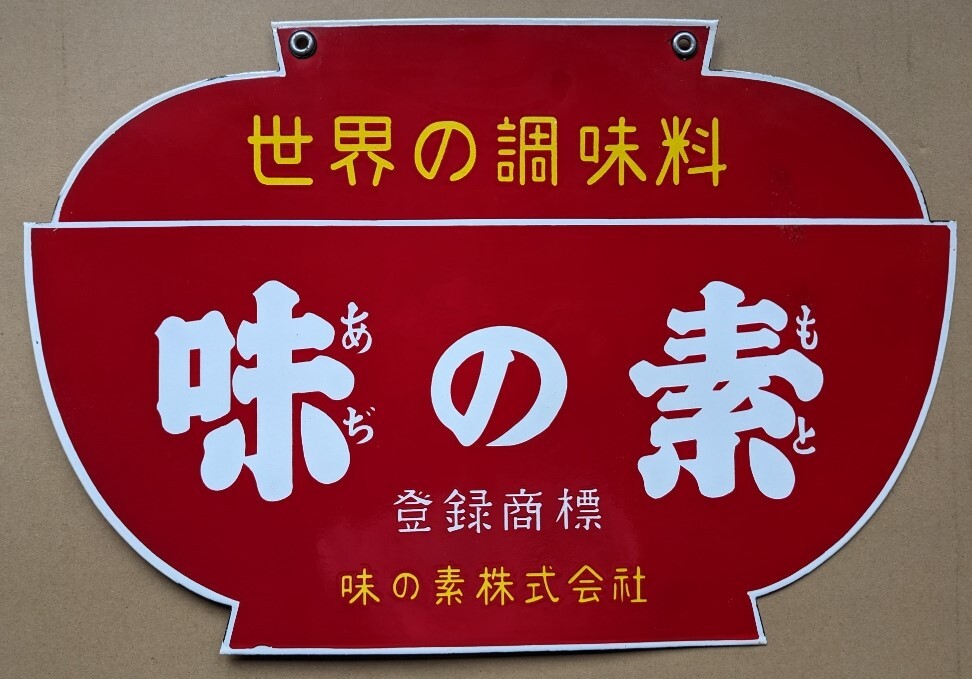 世界の調味料
味の素
あぢ もと
登録商標
味の素株式会社